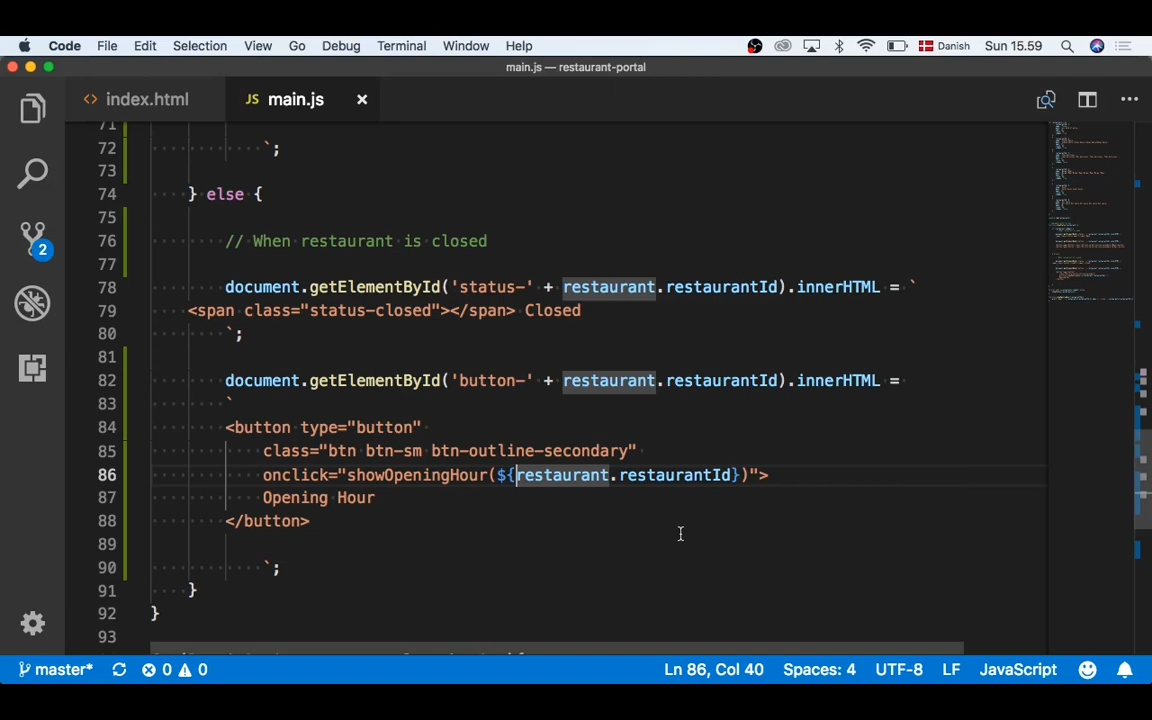 Code File Edit Selection View Go Debug Terminal Window Help Danish Sun 15.59
main.js — restaurant-portal
<> index.html JS main.js
71
72 `;
73
74 } else {
75
76 // When restaurant is closed
77
78 document.getElementById('status-' + restaurant.restaurantId).innerHTML = `
79 <span class="status-closed"></span> Closed
80 `;
81
82 document.getElementById('button-' + restaurant.restaurantId).innerHTML =
83 `
84 <button type="button"
85 class="btn btn-sm btn-outline-secondary"
86 onclick="showOpeningHour(${restaurant.restaurantId})">
87 Opening Hour
88 </button>
89
90 `;
91 }
92 }
93
2
master* 0 0 Ln 86, Col 40 Spaces: 4 UTF-8 LF JavaScript